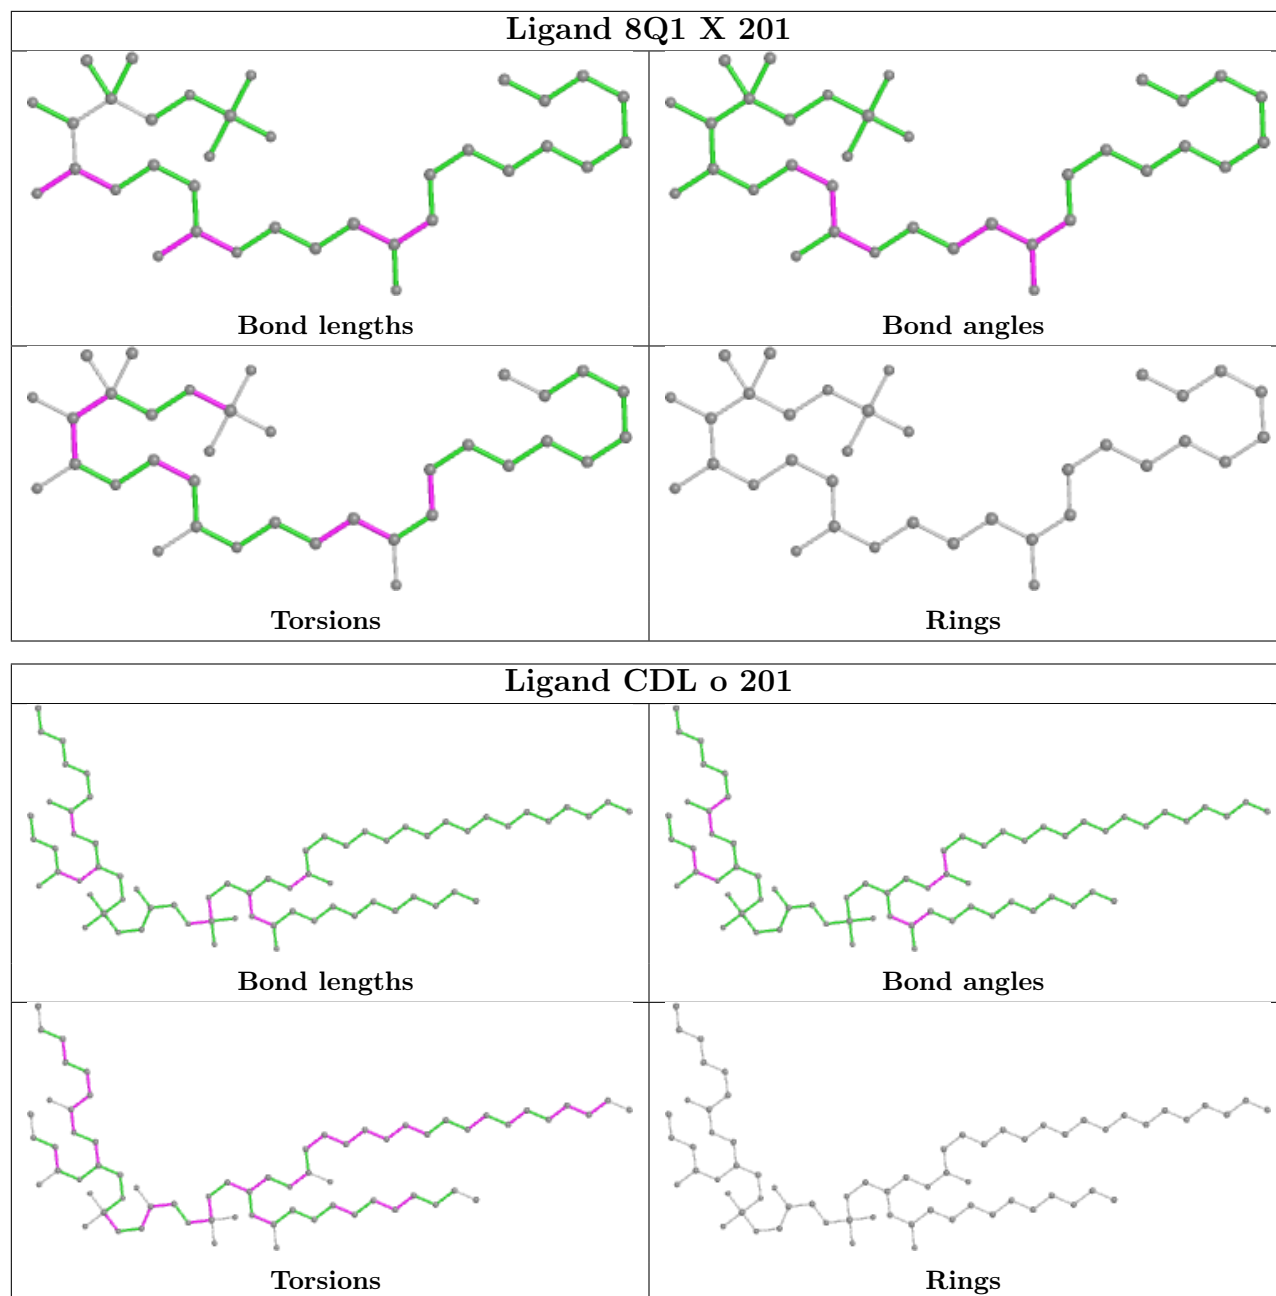 Ligand 8Q1 X 201
Bond lengths
Bond angles
Torsions
Rings
Ligand CDL o 201
Bond lengths
Bond angles
Torsions
Rings